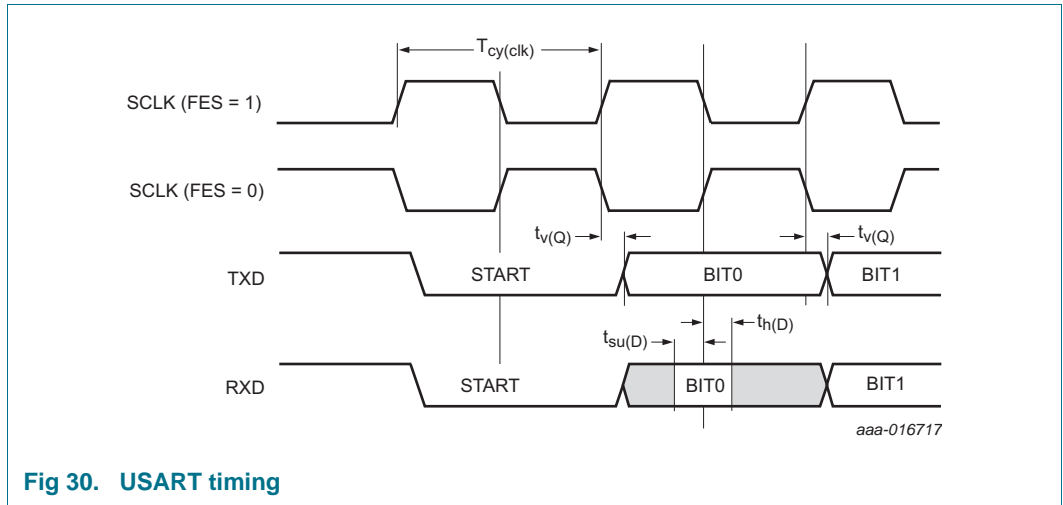 Tcy(clk)
SCLK (FES = 1)
SCLK (FES = 0)
tv(Q)
tv(Q)
TXD
START
BIT0
BIT1
tsu(D)
th(D)
RXD
START
BIT0
BIT1
aaa-016717
Fig 30. USART timing